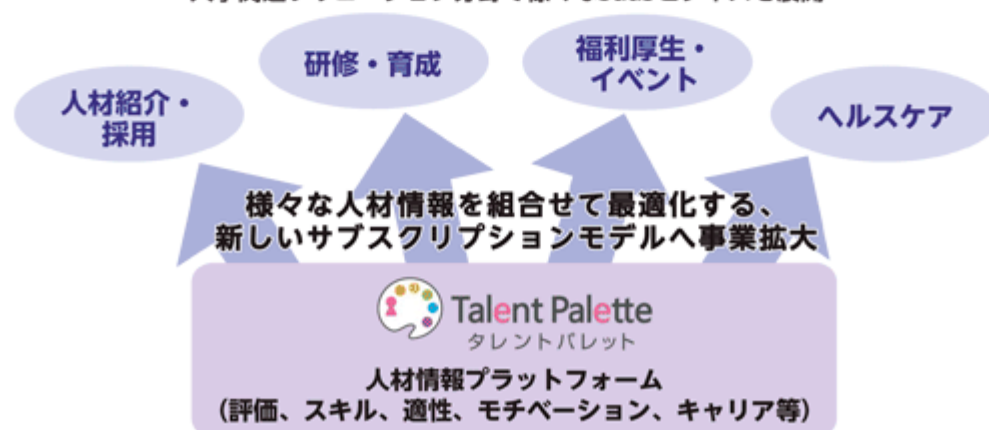 人材紹介・
採用
研修・育成
福利厚生・
イベント
ヘルスケア
様々な人材情報を組合せて最適化する、
新しいサブスクリプションモデルへ事業拡大
Talent Palette
タレントパレット
人材情報プラットフォーム
（評価、スキル、適性、モチベーション、キャリア等）